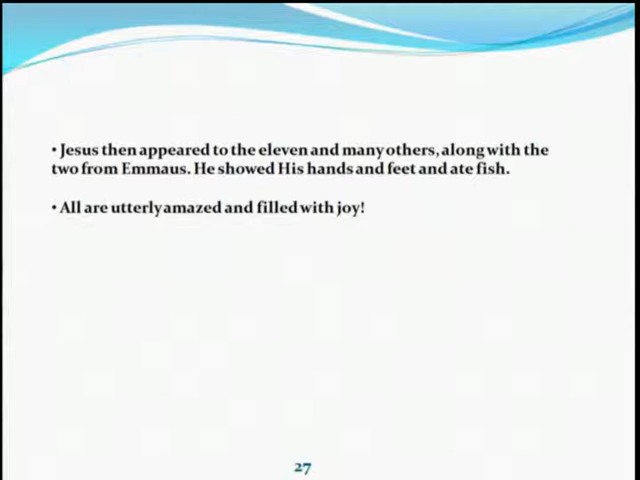 • Jesus then appeared to the eleven and many others, along with the
two from Emmaus. He showed His hands and feet and ate fish.
• All are utterly amazed and filled with joy!
27